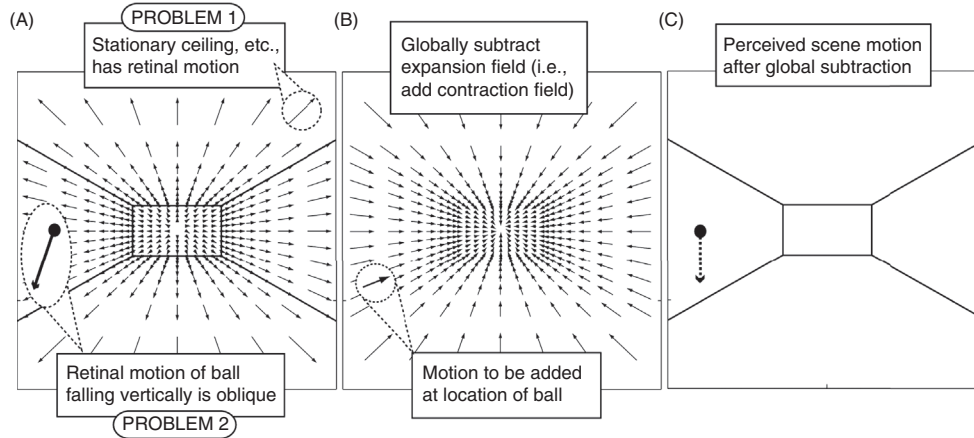 (A)
PROBLEM 1
Stationary ceiling, etc.,
has retinal motion
Retinal motion of ball
falling vertically is oblique
PROBLEM 2
(B)
Globally subtract
expansion field (i.e.,
add contraction field)
Motion to be added
at location of ball
(C)
Perceived scene motion
after global subtraction